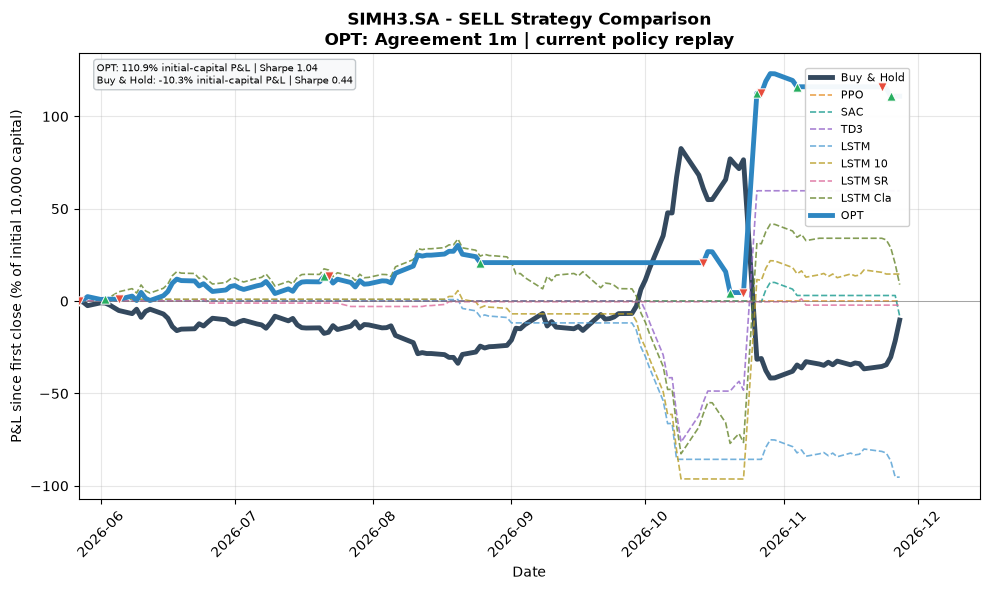 SIMH3.SA - SELL Strategy Comparison
OPT: Agreement 1m | current policy replay
OPT: 110.9% initial-capital P&L | Sharpe 1.04
Buy & Hold: -10.3% initial-capital P&L | Sharpe 0.44
Buy & Hold
PPO
SAC
TD3
LSTM
LSTM 10
LSTM SR
LSTM Cla
OPT
P&L since first close (% of initial 10,000 capital)
100
50
0
−50
−100
2026-06
2026-07
2026-08
2026-09
2026-10
2026-11
2026-12
Date